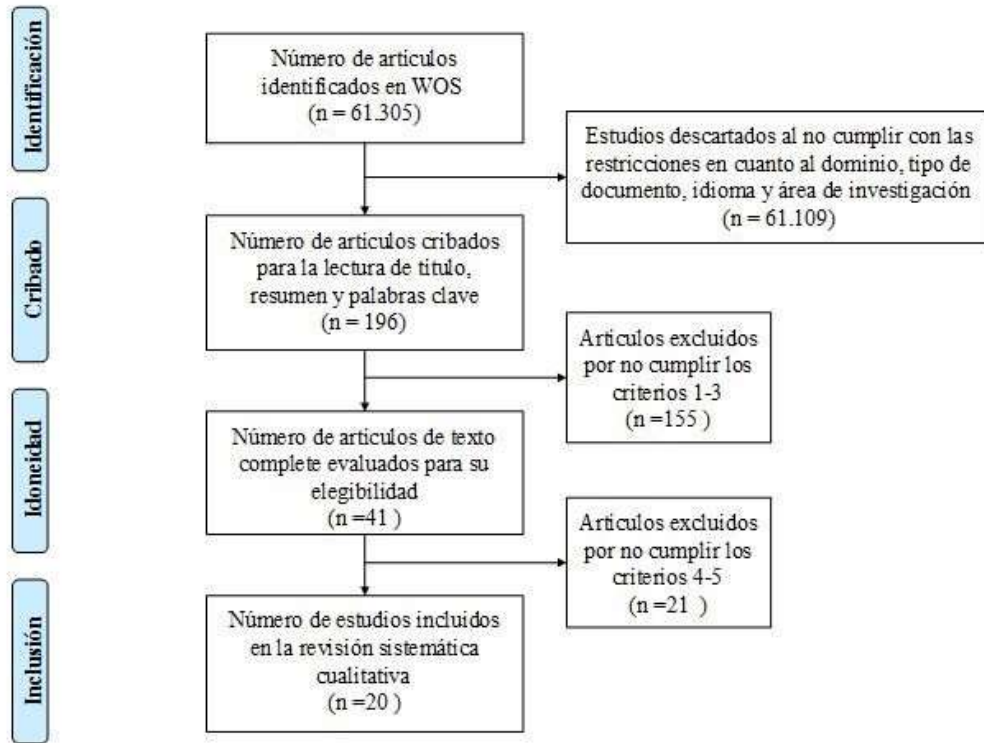 Identificación
Número de artículos
identificados en WOS
(n = 61.305)
Estudios descartados al no cumplir con las
restricciones en cuanto al dominio, tipo de
documento, idioma y área de investigación
(n = 61.109)
Cribado
Número de artículos cribados
para la lectura de título,
resumen y palabras clave
(n = 196)
Artículos excluidos
por no cumplir los
criterios 1-3
(n =155 )
Idoneidad
Número de artículos de texto
complete evaluados para su
elegibilidad
(n =41 )
Artículos excluidos
por no cumplir los
criterios 4-5
(n =21 )
Inclusión
Número de estudios incluidos
en la revisión sistemática
cualitativa
(n =20 )